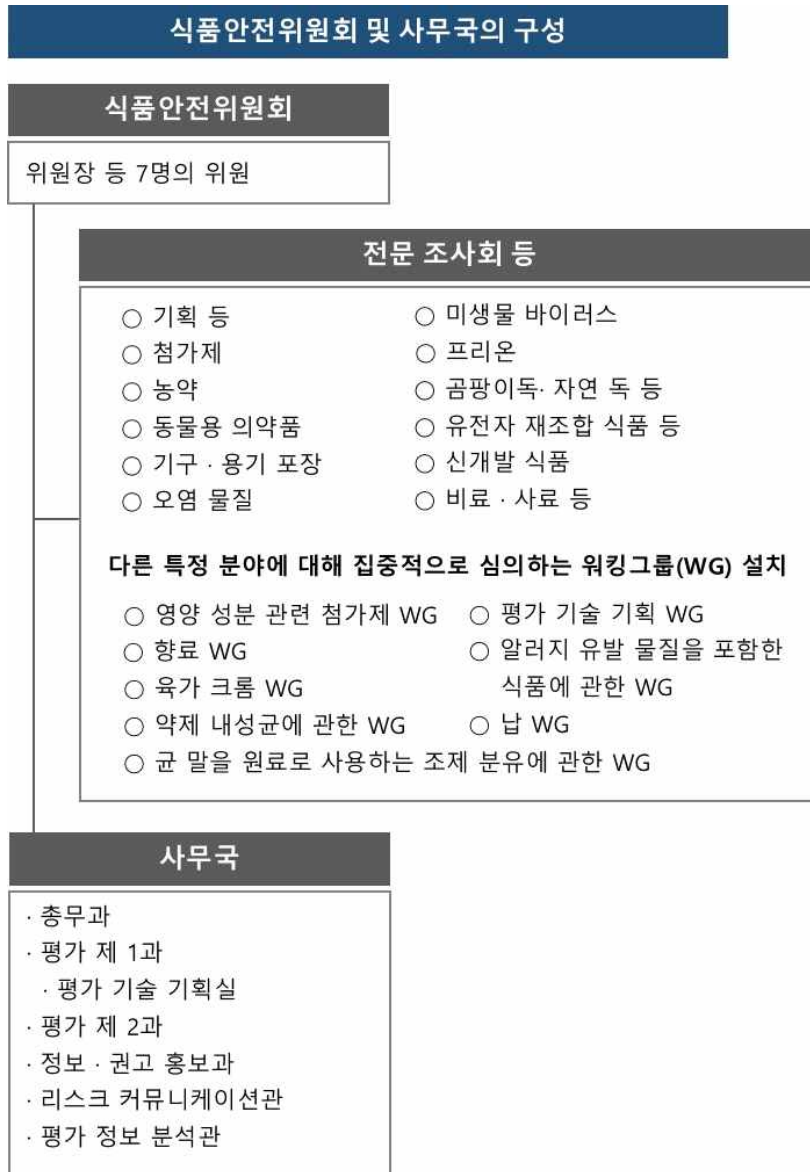 식품안전위원회 및 사무국의 구성
식품안전위원회
위원장 등 7명의 위원
전문 조사회 등
○ 기획 등
○ 첨가제
○ 농약
○ 동물용 의약품
○ 기구 · 용기 포장
○ 오염 물질
○ 미생물 바이러스
○ 프리온
○ 곰팡이독· 자연 독 등
○ 유전자 재조합 식품 등
○ 신개발 식품
○ 비료 · 사료 등
다른 특정 분야에 대해 집중적으로 심의하는 워킹그룹(WG) 설치
○ 영양 성분 관련 첨가제 WG
○ 향료 WG
○ 육가 크롬 WG
○ 약제 내성균에 관한 WG
○ 평가 기술 기획 WG
○ 알러지 유발 물질을 포함한
식품에 관한 WG
○ 납 WG
○ 균 말을 원료로 사용하는 조제 분유에 관한 WG
사무국
· 총무과
· 평가 제 1과
· 평가 기술 기획실
· 평가 제 2과
· 정보 · 권고 홍보과
· 리스크 커뮤니케이션관
· 평가 정보 분석관